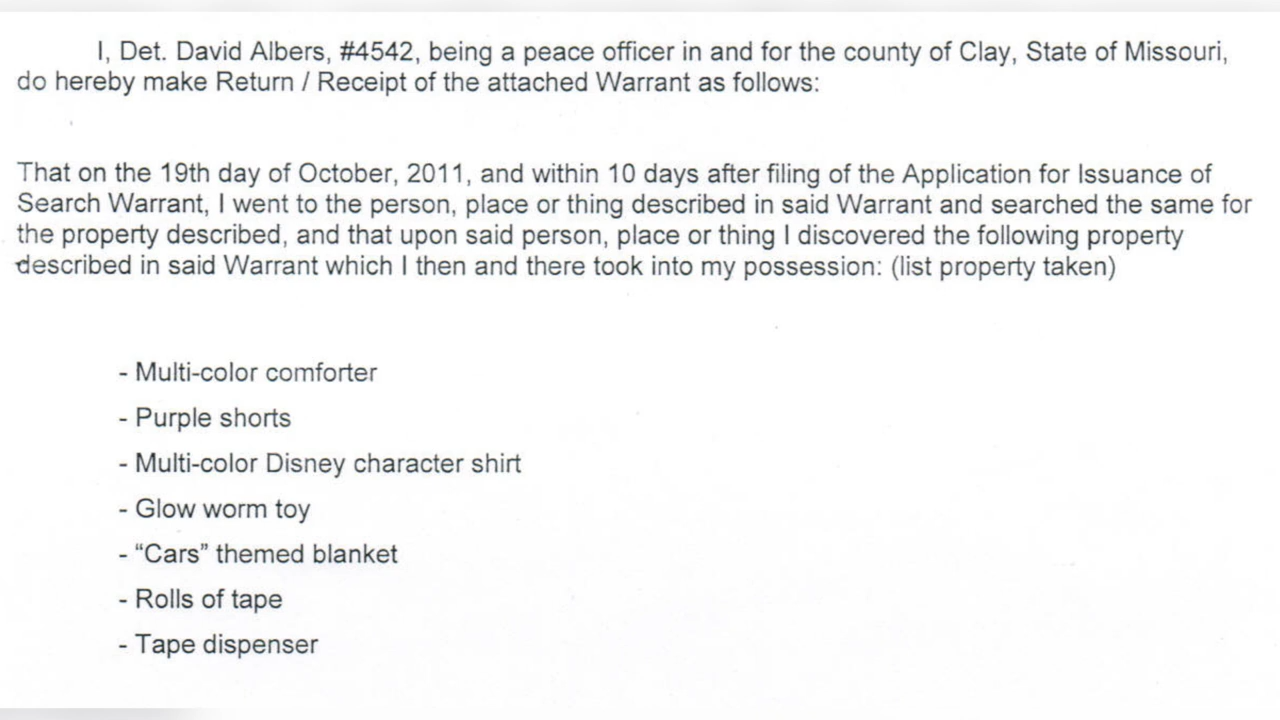 I, Det. David Albers, #4542, being a peace officer in and for the county of Clay, State of Missouri,
do hereby make Return / Receipt of the attached Warrant as follows:
That on the 19th day of October, 2011, and within 10 days after filing of the Application for Issuance of
Search Warrant, I went to the person, place or thing described in said Warrant and searched the same for
the property described, and that upon said person, place or thing I discovered the following property
described in said Warrant which I then and there took into my possession: (list property taken)
- Multi-color comforter
- Purple shorts
- Multi-color Disney character shirt
- Glow worm toy
- “Cars” themed blanket
- Rolls of tape
- Tape dispenser